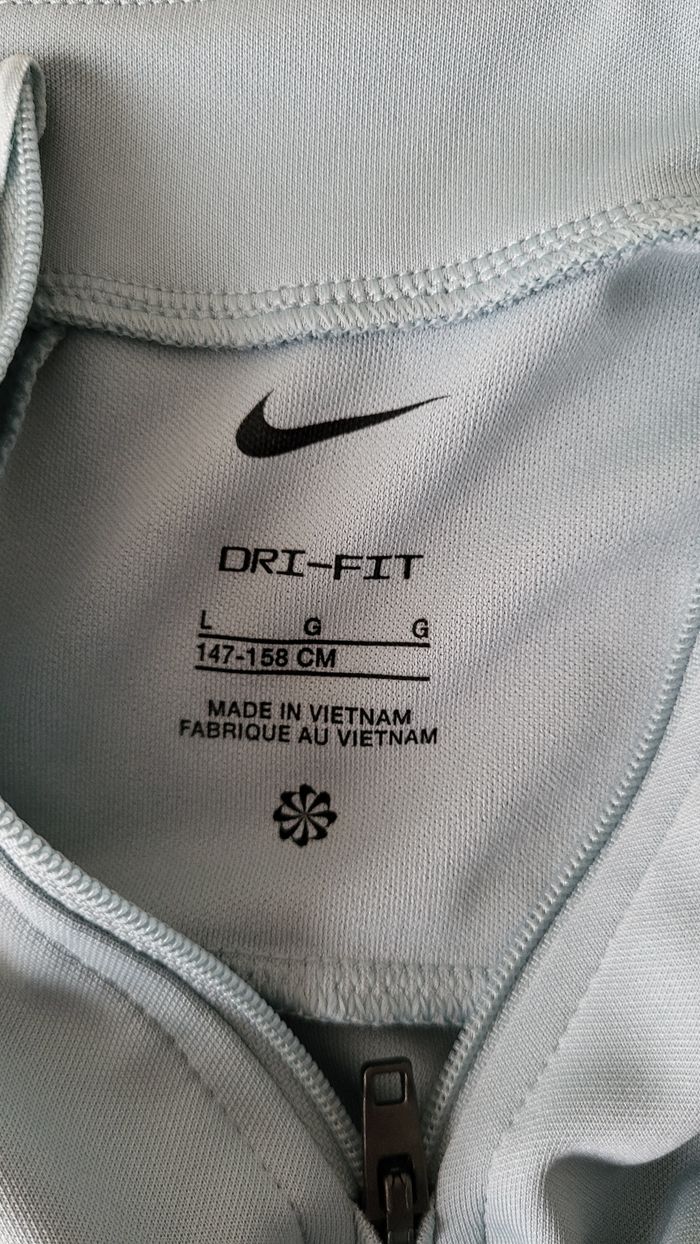 DRI-FIT
L G G
147-158 CM
MADE IN VIETNAM
FABRIQUE AU VIETNAM